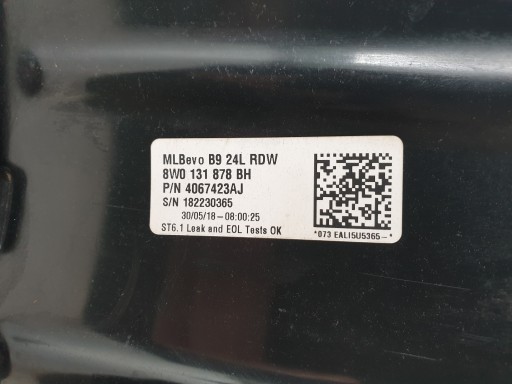 MLBevo B9 24L RDW
8W0 131 878 BH
P/N 4067423AJ
S/N 182230365
30/05/18-08:00:25
ST6.1 Leak and EOL Tests OK
*073 EALI5U5365-*